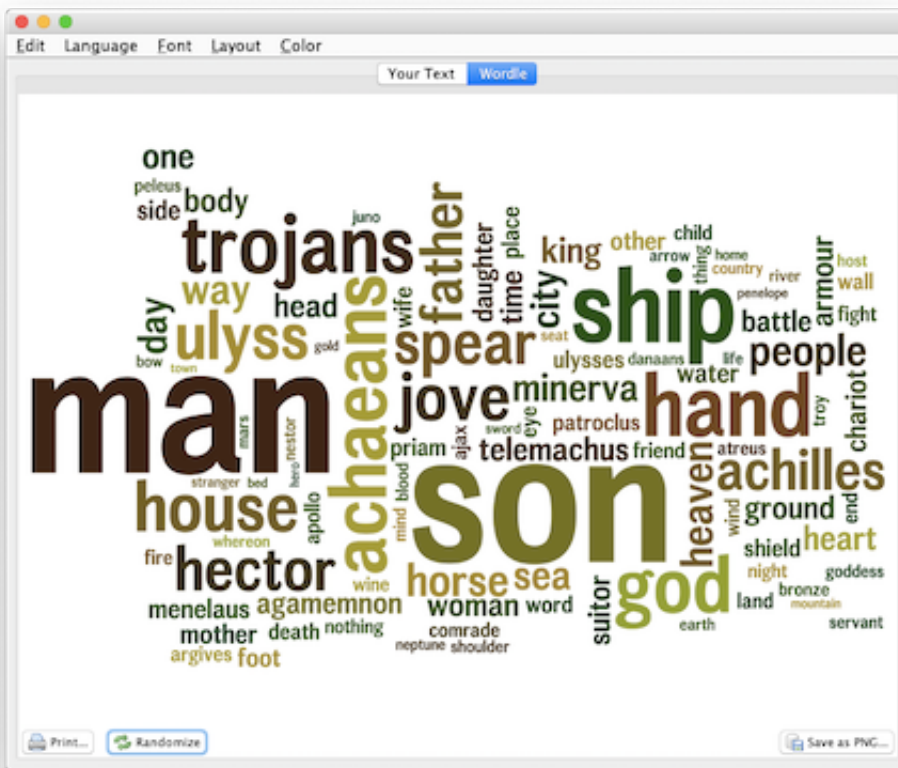 Edit Language Font Layout Color
Your Text Wordle
one
peleus
side body
juno
trojans
father
daughter
place
time
king
other
child
arrow
thing
home
country
river
penelope
armour
host
wall
fight
way
head
wife
city
ship
battle
day
ulyss
gold
bow
town
achaeans
spear
seat
ulysses
danaans
life
people
water
man
jove
minerva
hand
troy
chariot
mars
nestor
hero
stranger
bed
priam
ajax
sword
eye
patroclus
telemachus
friend
atreus
blood
mind
son
heaven
achilles
house
apollo
whereon
wind
ground
end
fire
hector
wine
horse
sea
suitor
god
shield
heart
night
goddess
bronze
land
mountain
earth
servant
menelaus
agamemnon
woman
word
mother
death
nothing
comrade
argives
foot
neptune
shoulder
Print... Randomize Save as PNG...